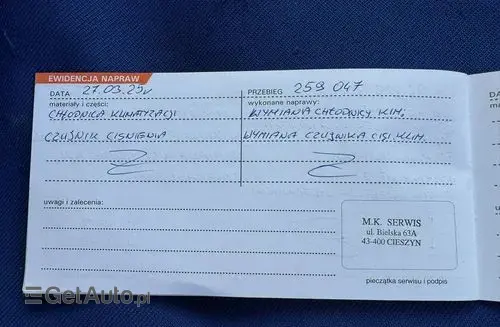 EWIDENCJA NAPRAW
DATA 27.03.25r PRZEBIEG 259 047
materiały i części: wykonane naprawy:
CHŁODNICA KLIMATYZACJI WYMIANA CHŁODNICY KLIM.
CZUJNIK CIŚNIENIA WYMIANA CZUJNIKA CIŚ KLIM.
uwagi i zalecenia:
M.K. SERWIS
ul. Bielska 63A
43-400 CIESZYN
pieczątka serwisu i podpis
GetAuto.pl